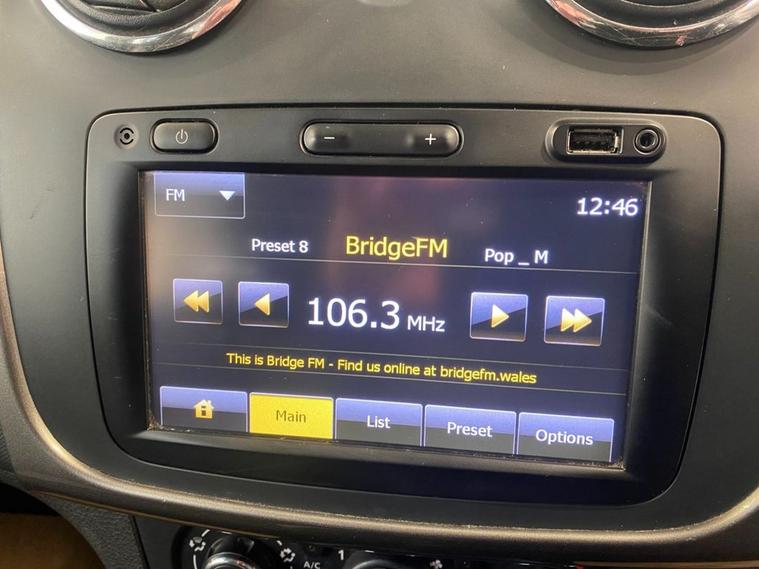 − +
FM
12:46
Preset 8 BridgeFM Pop _ M
106.3 MHz
This is Bridge FM - Find us online at bridgefm.wales
Main List Preset Options
A/C 1